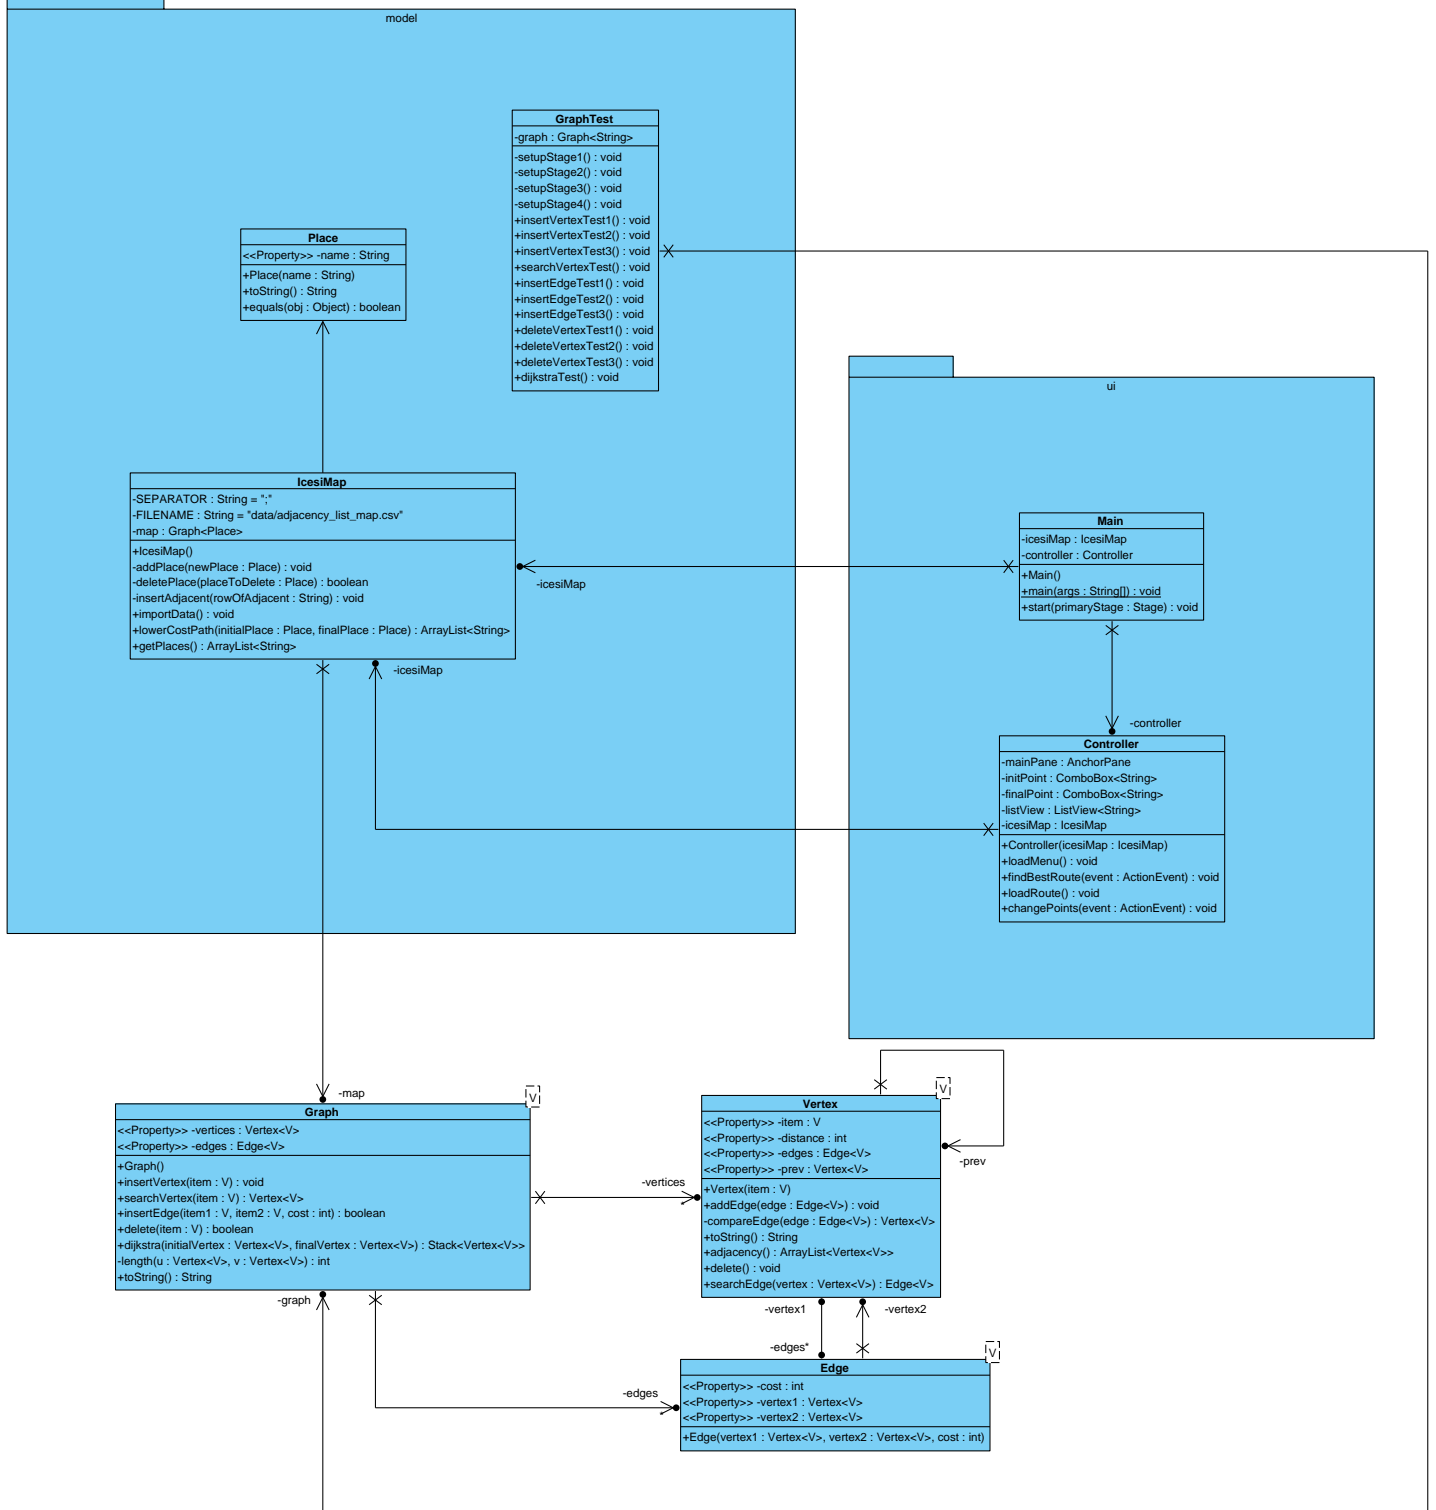 model
GraphTest
-graph : Graph<String>
-setupStage1() : void
-setupStage2() : void
-setupStage3() : void
-setupStage4() : void
+insertVertexTest1() : void
+insertVertexTest2() : void
+insertVertexTest3() : void
+searchVertexTest() : void
+insertEdgeTest1() : void
+insertEdgeTest2() : void
+insertEdgeTest3() : void
+deleteVertexTest1() : void
+deleteVertexTest2() : void
+deleteVertexTest3() : void
+dijkstraTest() : void
Place
<<Property>> -name : String
+Place(name : String)
+toString() : String
+equals(obj : Object) : boolean
ui
IcesiMap
-SEPARATOR : String = ";"
-FILENAME : String = "data/adjacency_list_map.csv"
-map : Graph<Place>
+IcesiMap()
-addPlace(newPlace : Place) : void
-deletePlace(placeToDelete : Place) : boolean
-insertAdjacent(rowOfAdjacent : String) : void
+importData() : void
+lowerCostPath(initialPlace : Place, finalPlace : Place) : ArrayList<String>
+getPlaces() : ArrayList<String>
-icesiMap
-icesiMap
Main
-icesiMap : IcesiMap
-controller : Controller
+Main()
+main(args : String[]) : void
+start(primaryStage : Stage) : void
-controller
Controller
-mainPane : AnchorPane
-initPoint : ComboBox<String>
-finalPoint : ComboBox<String>
-listView : ListView<String>
-icesiMap : IcesiMap
+Controller(icesiMap : IcesiMap)
+loadMenu() : void
+findBestRoute(event : ActionEvent) : void
+loadRoute() : void
+changePoints(event : ActionEvent) : void
-map
V
Graph
<<Property>> -vertices : Vertex<V>
<<Property>> -edges : Edge<V>
+Graph()
+insertVertex(item : V) : void
+searchVertex(item : V) : Vertex<V>
+insertEdge(item1 : V, item2 : V, cost : int) : boolean
+delete(item : V) : boolean
+dijkstra(initialVertex : Vertex<V>, finalVertex : Vertex<V>) : Stack<Vertex<V>>
-length(u : Vertex<V>, v : Vertex<V>) : int
+toString() : String
-graph
-vertices
*
V
Vertex
<<Property>> -item : V
<<Property>> -distance : int
<<Property>> -edges : Edge<V>
<<Property>> -prev : Vertex<V>
+Vertex(item : V)
+addEdge(edge : Edge<V>) : void
-compareEdge(edge : Edge<V>) : Vertex<V>
+toString() : String
+adjacency() : ArrayList<Vertex<V>>
+delete() : void
+searchEdge(vertex : Vertex<V>) : Edge<V>
-prev
-vertex1
-vertex2
-edges*
-edges
*
V
Edge
<<Property>> -cost : int
<<Property>> -vertex1 : Vertex<V>
<<Property>> -vertex2 : Vertex<V>
+Edge(vertex1 : Vertex<V>, vertex2 : Vertex<V>, cost : int)